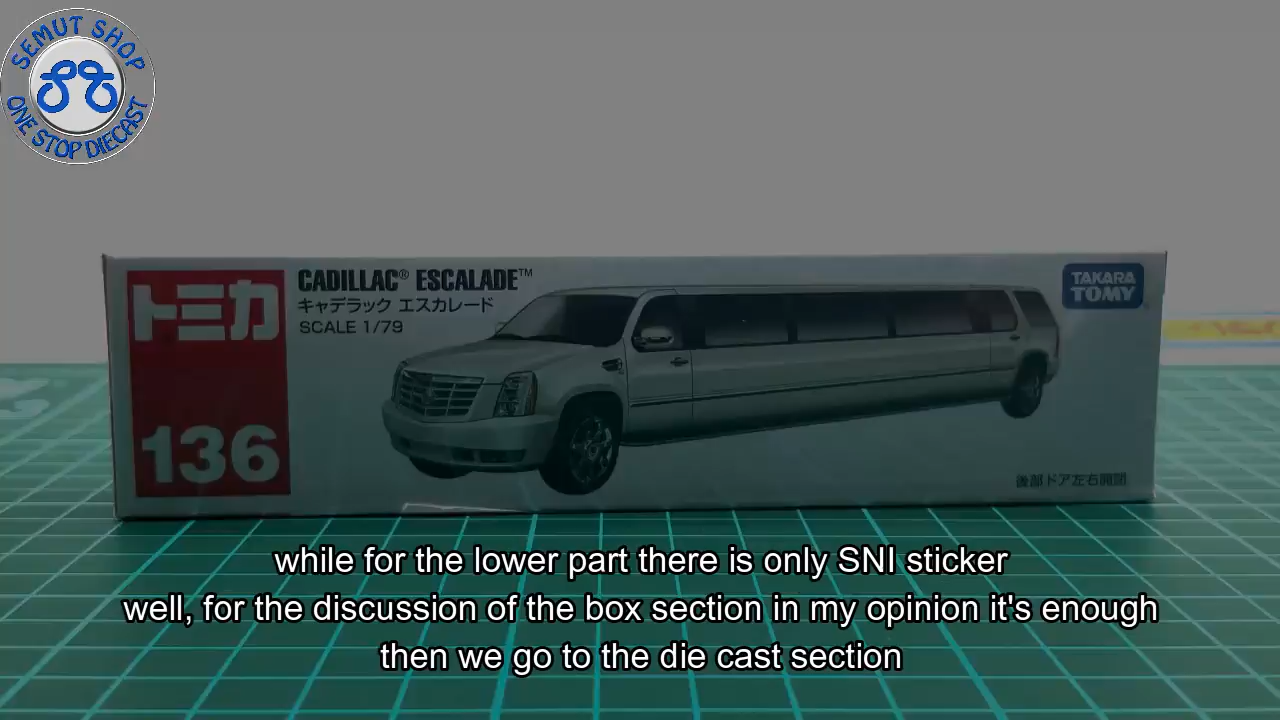 SEMUT SHOP
ONE STOP DIECAST
トミカ
136
CADILLAC® ESCALADE™
キャデラック エスカレード
SCALE 1/79
TAKARA
TOMY
後部ドア左右開閉
while for the lower part there is only SNI sticker
well, for the discussion of the box section in my opinion it's enough
then we go to the die cast section